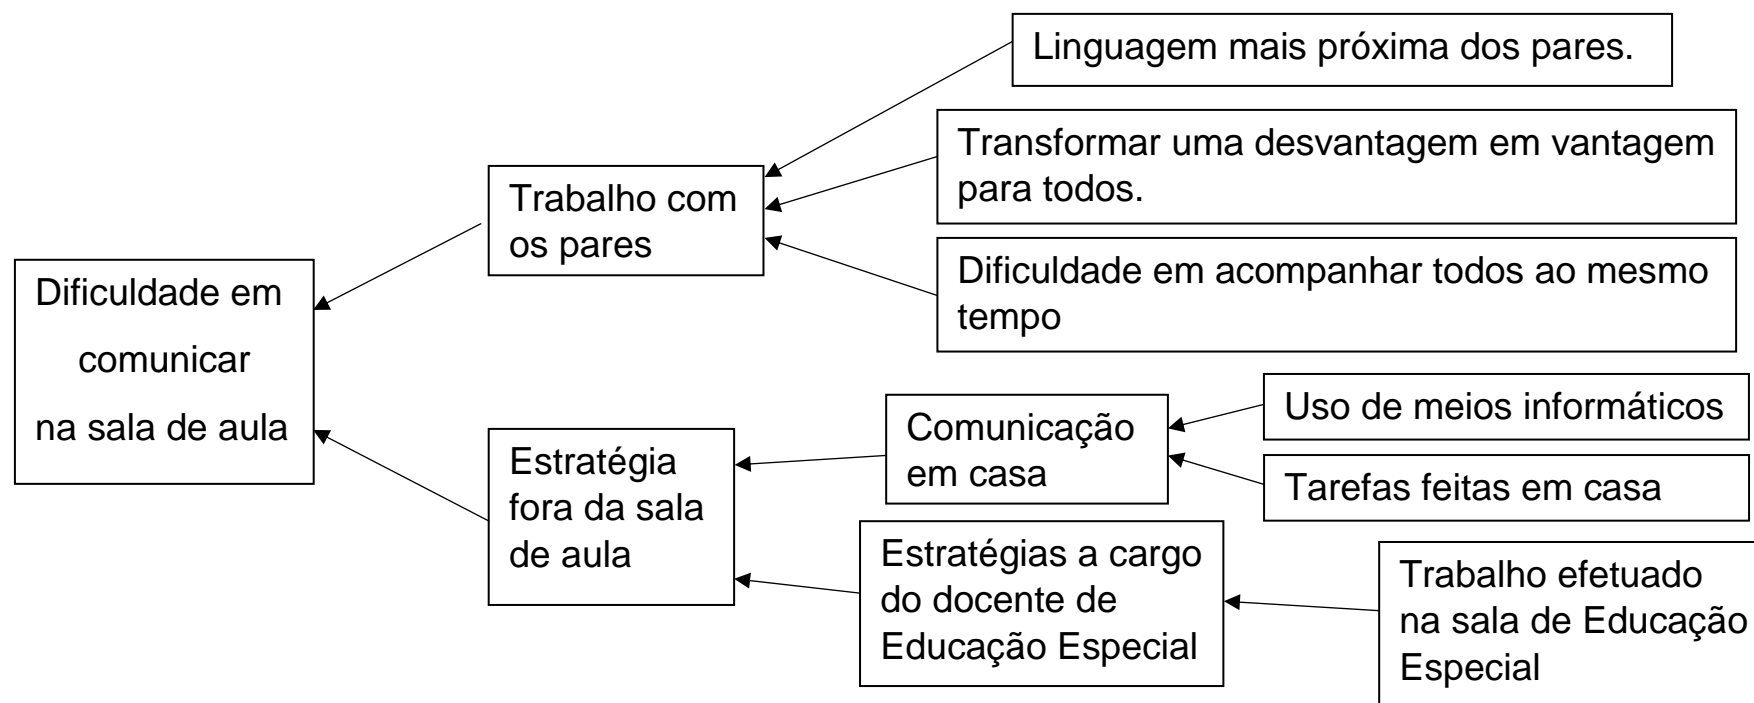 Linguagem mais próxima dos pares.
Transformar uma desvantagem em vantagem
para todos.
Trabalho com
os pares
Dificuldade em acompanhar todos ao mesmo
tempo
Dificuldade em
comunicar
na sala de aula
Uso de meios informáticos
Comunicação
em casa
Tarefas feitas em casa
Estratégia
fora da sala
de aula
Estratégias a cargo
do docente de
Educação Especial
Trabalho efetuado
na sala de Educação
Especial